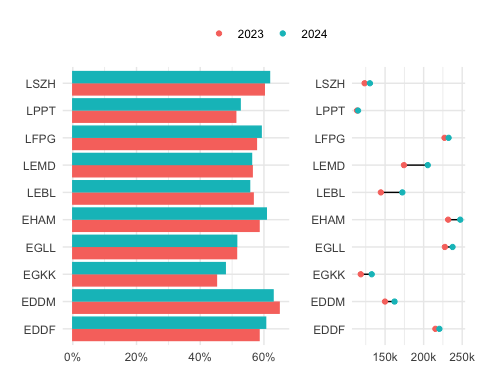 2023 2024
LSZH LSZH
LPPT LPPT
LFPG LFPG
LEMD LEMD
LEBL LEBL
EHAM EHAM
EGLL EGLL
EGKK EGKK
EDDM EDDM
EDDF EDDF
0% 20% 40% 60% 150k 200k 250k